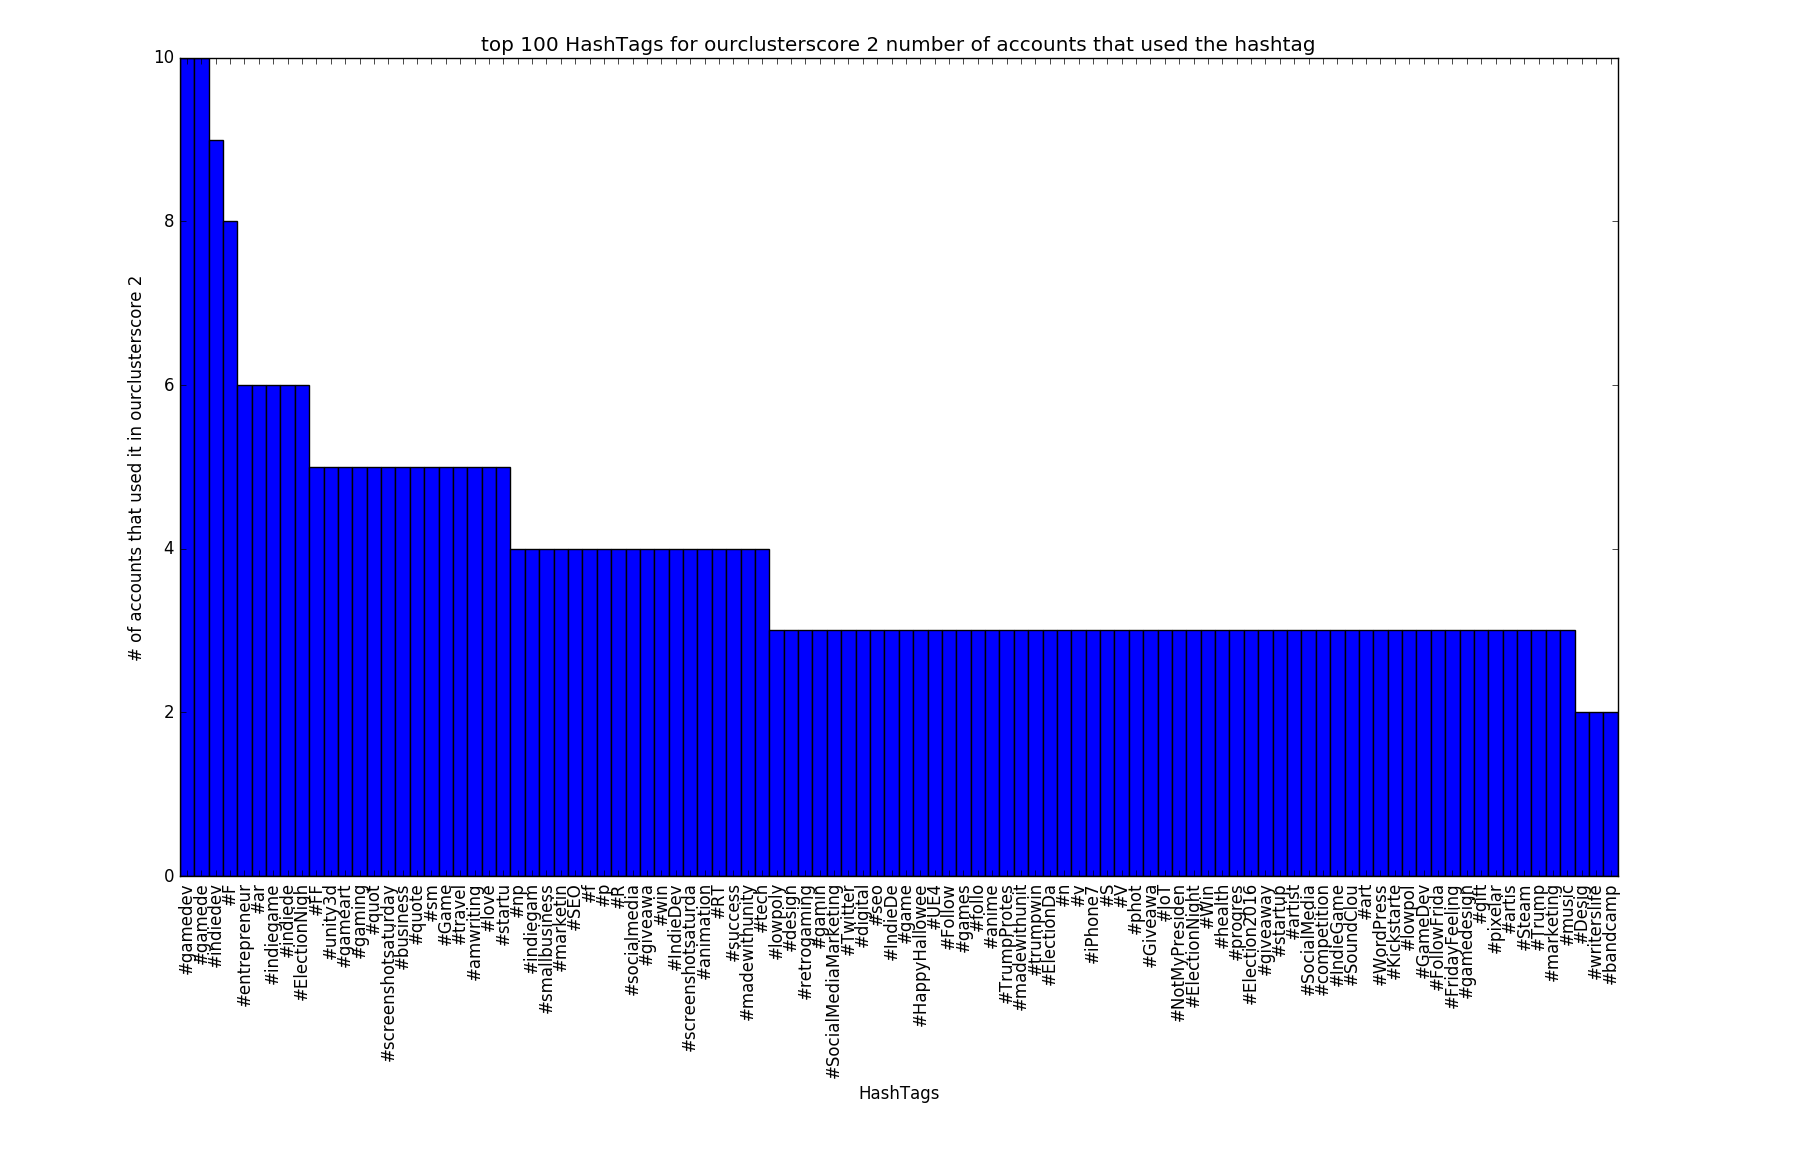 top 100 HashTags for ourclusterscore 2 number of accounts that used the hashtag
10
8
6
4
2
0
# of accounts that used it in ourclusterscore 2
#gamedev
#gamede
#indiedev
#F
#entrepreneur
#ar
#indiegame
#indiede
#ElectionNigh
#FF
#unity3d
#gameart
#gaming
#quot
#screenshotsaturday
#business
#quote
#sm
#Game
#travel
#amwriting
#love
#startu
#np
#indiegam
#smallbusiness
#marketin
#SEO
#f
#p
#R
#socialmedia
#giveawa
#win
#IndieDev
#screenshotsaturda
#animation
#RT
#success
#madewithunity
#tech
#lowpoly
#design
#retrogaming
#gamin
#SocialMediaMarketing
#Twitter
#digital
#seo
#IndieDe
#game
#HappyHallowee
#UE4
#Follow
#games
#follo
#anime
#TrumpProtes
#madewithunit
#trumpwin
#ElectionDa
#n
#v
#iPhone7
#S
#V
#phot
#Giveawa
#IoT
#NotMyPresiden
#ElectionNight
#Win
#health
#progres
#Election2016
#giveaway
#startup
#artist
#SocialMedia
#competition
#IndieGame
#SoundClou
#art
#WordPress
#Kickstarte
#lowpol
#GameDev
#FollowFrida
#FridayFeeling
#gamedesign
#gift
#pixelar
#artis
#Steam
#Trump
#marketing
#music
#Desig
#writerslife
#bandcamp
HashTags